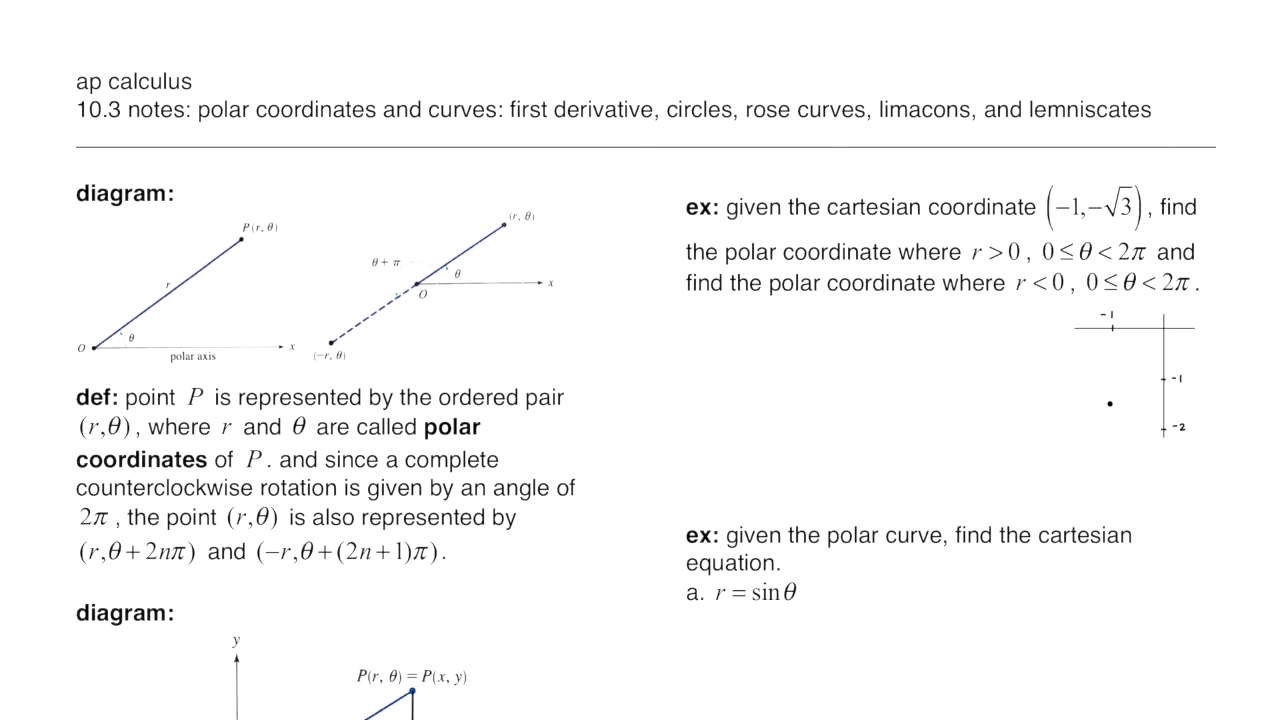 ap calculus
10.3 notes: polar coordinates and curves: first derivative, circles, rose curves, limacons, and lemniscates
diagram:
P(r, θ)
r
O
θ
polar axis
x
(r, θ)
θ + π
θ
O
x
(−r, θ)
def: point P is represented by the ordered pair
(r,θ), where r and θ are called polar
coordinates of P. and since a complete
counterclockwise rotation is given by an angle of
2π, the point (r,θ) is also represented by
(r,θ+2nπ) and (−r,θ+(2n+1)π).
diagram:
y
P(r, θ) = P(x, y)
ex: given the cartesian coordinate (−1,−√3), find
the polar coordinate where r>0, 0≤θ<2π and
find the polar coordinate where r<0, 0≤θ<2π.
-1
-1
-2
ex: given the polar curve, find the cartesian
equation.
a. r = sinθ